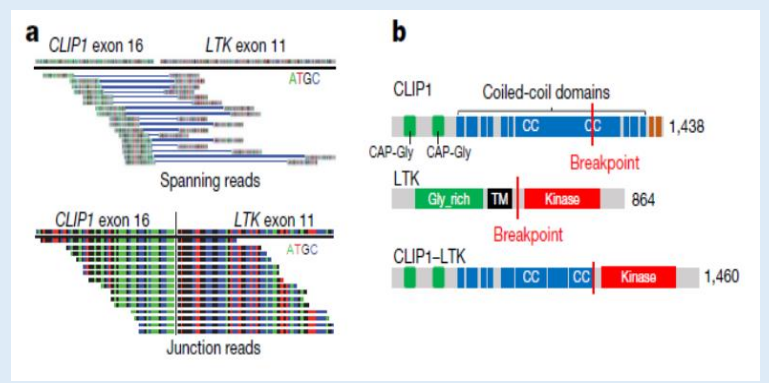 a
CLIP1 exon 16 LTK exon 11
ATGC
Spanning reads
CLIP1 exon 16 LTK exon 11
ATGC
Junction reads
b
CLIP1 Coiled-coil domains
CC CC 1,438
CAP-Gly CAP-Gly
Breakpoint
LTK
Gly_rich TM Kinase 864
Breakpoint
CLIP1–LTK
CC CC Kinase 1,460